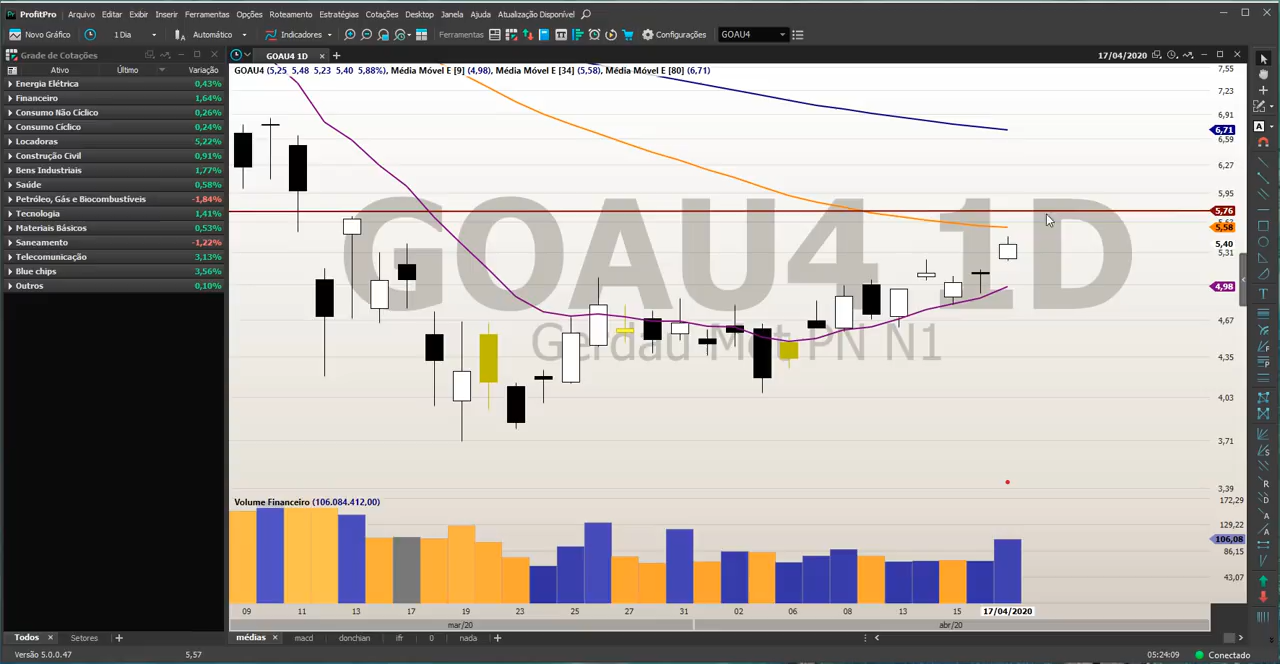 ProfitPro Arquivo Editar Exibir Inserir Ferramentas Opções Roteamento Estratégias Cotações Desktop Janela Ajuda Atualização Disponível
Novo Gráfico 1 Dia Automático Indicadores Ferramentas Configurações GOAU4
Grade de Cotações
Ativo Último Variação
Energia Elétrica 0,43%
Financeiro 1,64%
Consumo Não Cíclico 0,26%
Consumo Cíclico 0,24%
Locadoras 5,22%
Construção Civil 0,91%
Bens Industriais 1,77%
Saúde 0,58%
Petróleo, Gás e Biocombustíveis -1,84%
Tecnologia 1,41%
Materiais Básicos 0,53%
Saneamento -1,22%
Telecomunicação 3,13%
Blue chips 3,56%
Outros 0,10%
GOAU4 1D 17/04/2020
GOAU4 (5,25 5,48 5,23 5,40 5,88%), Média Móvel E [9] (4,98), Média Móvel E [34] (5,58), Média Móvel E [80] (6,71)
GOAU4 1D
Gerdau Met PN N1
7,55
7,23
6,91
6,71
6,59
6,27
5,95
5,76
5,58
5,40
5,31
4,98
4,67
4,35
4,03
3,71
3,39
Volume Financeiro (106.084.412,00)
172,29
129,22
106,08
86,15
43,07
09 11 13 17 19 23 25 27 31 02 06 08 13 15 17/04/2020
mar/20 abr/20
Todos Setores
médias macd donchian ifr 0 nada
Versão 5.0.0.47 5,57 05:24:09 Conectado